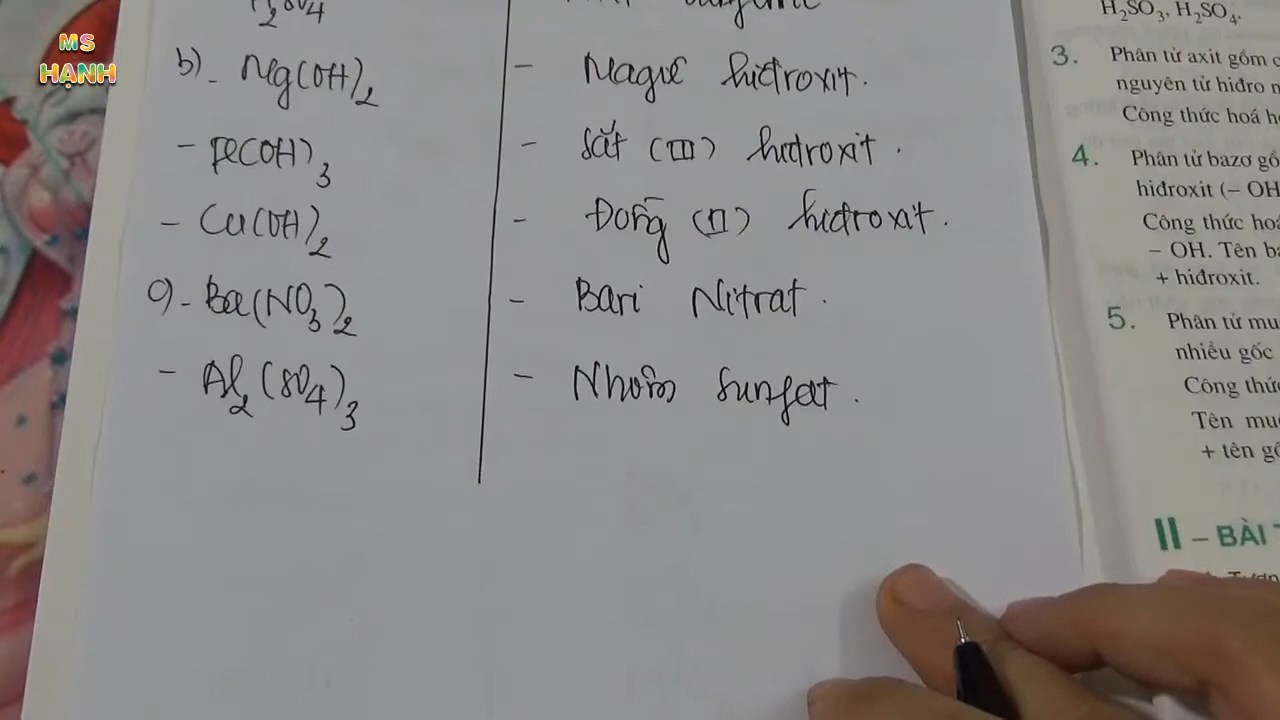 MS
HẠNH
H₂SO₄
b) - Mg(OH)₂ - Magie hiđroxit.
- Fe(OH)₃ - Sắt (III) hiđroxit.
- Cu(OH)₂ - Đồng (II) hiđroxit.
c) - Ba(NO₃)₂ - Bari Nitrat.
- Al₂(SO₄)₃ - Nhôm Sunfat.
H₂SO₃, H₂SO₄.
3. Phân tử axit gồm c
nguyên tử hiđro n
Công thức hoá h
4. Phân tử bazơ gồ
hiđroxit (– OH
Công thức hoá
– OH. Tên b
+ hiđroxit.
5. Phân tử mu
nhiều gốc
Công thức
Tên mu
+ tên gố
II – BÀI